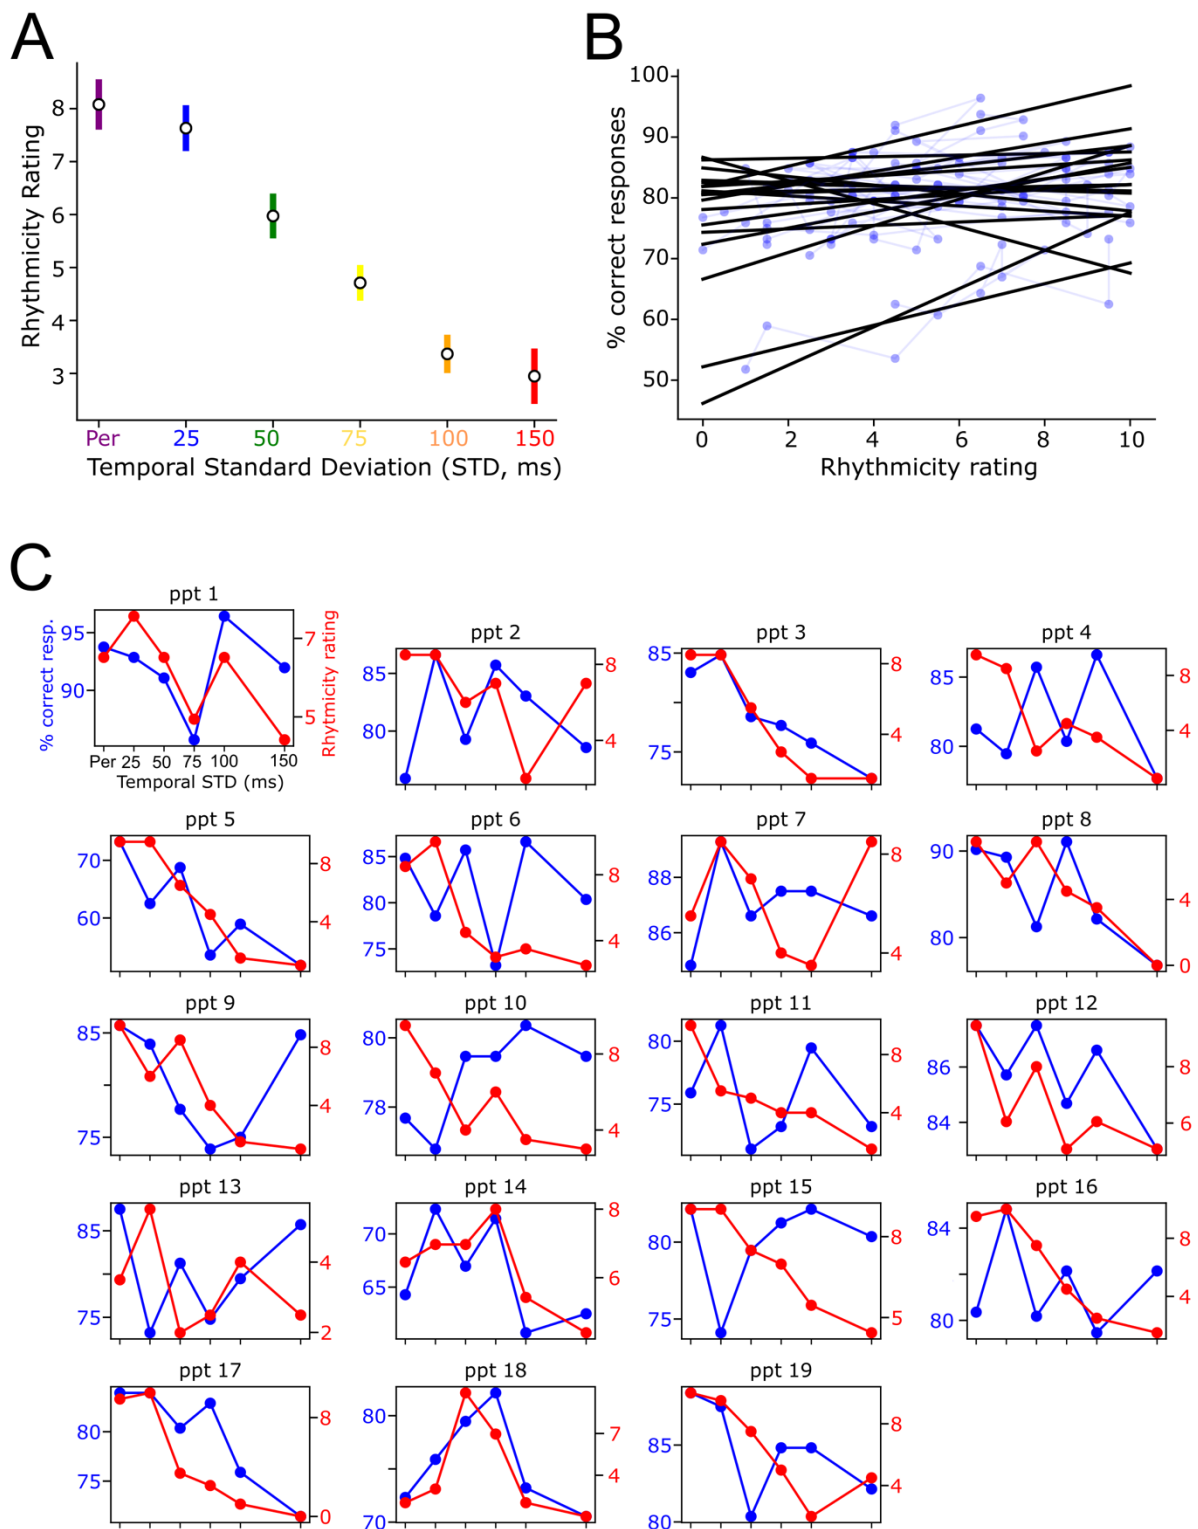 A
Rhythmicity Rating
8
7
6
5
4
3
Per 25 50 75 100 150
Temporal Standard Deviation (STD, ms)
B
% correct responses
100
90
80
70
60
50
0 2 4 6 8 10
Rhythmicity rating
C
ppt 1
% correct resp.
95
90
7
5
Rhytmicity rating
Per 25 50 75 100 150
Temporal STD (ms)
ppt 2
85
80
8
4
ppt 3
85
75
8
4
ppt 4
85
80
8
4
ppt 5
70
60
8
4
ppt 6
85
80
75
8
4
ppt 7
88
86
8
4
ppt 8
90
80
4
0
ppt 9
85
75
8
4
ppt 10
80
78
8
4
ppt 11
80
75
8
4
ppt 12
86
84
8
6
ppt 13
85
75
4
2
ppt 14
70
65
8
6
ppt 15
80
75
8
5
ppt 16
84
80
8
4
ppt 17
80
75
8
0
ppt 18
80
70
7
4
ppt 19
85
80
8
4